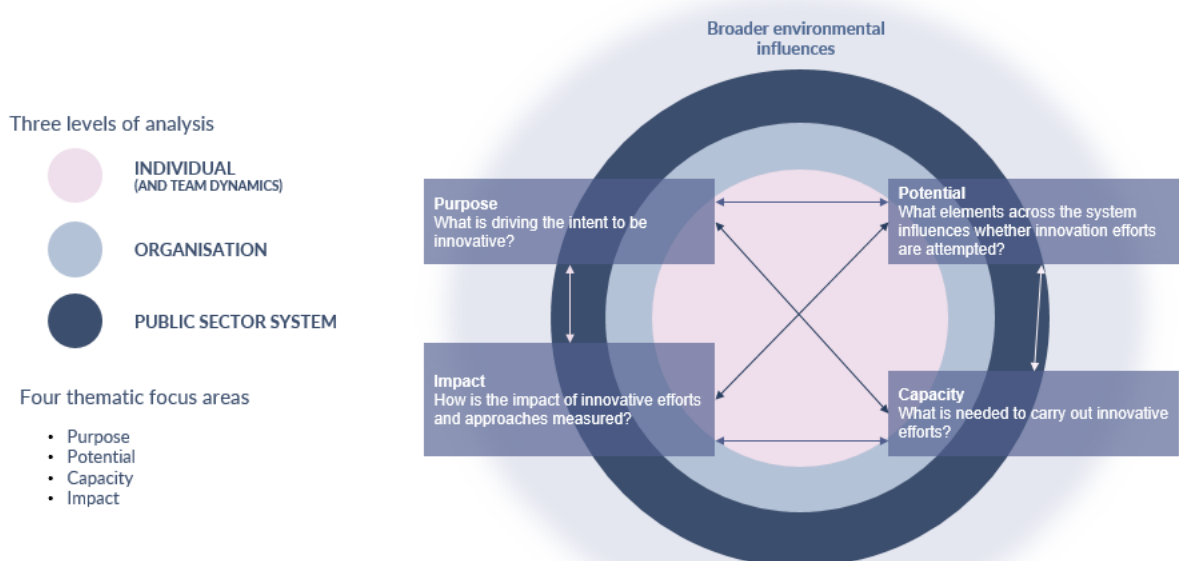 Broader environmental
influences
Three levels of analysis
INDIVIDUAL
(AND TEAM DYNAMICS)
ORGANISATION
PUBLIC SECTOR SYSTEM
Four thematic focus areas
• Purpose
• Potential
• Capacity
• Impact
Purpose
What is driving the intent to be
innovative?
Potential
What elements across the system
influences whether innovation efforts
are attempted?
Impact
How is the impact of innovative efforts
and approaches measured?
Capacity
What is needed to carry out innovative
efforts?